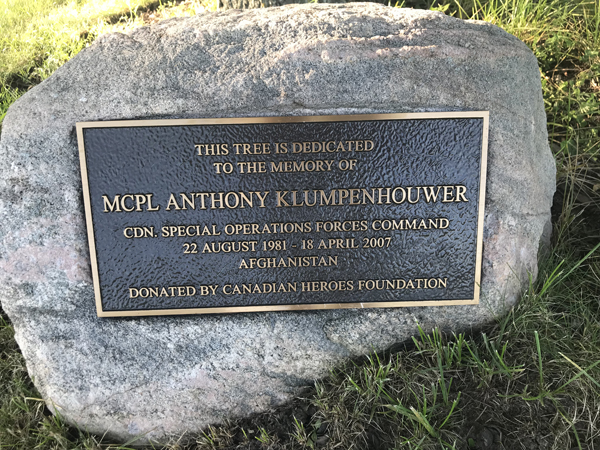 THIS TREE IS DEDICATED
TO THE MEMORY OF
MCPL ANTHONY KLUMPENHOUWER
CDN. SPECIAL OPERATIONS FORCES COMMAND
22 AUGUST 1981 - 18 APRIL 2007
AFGHANISTAN
DONATED BY CANADIAN HEROES FOUNDATION